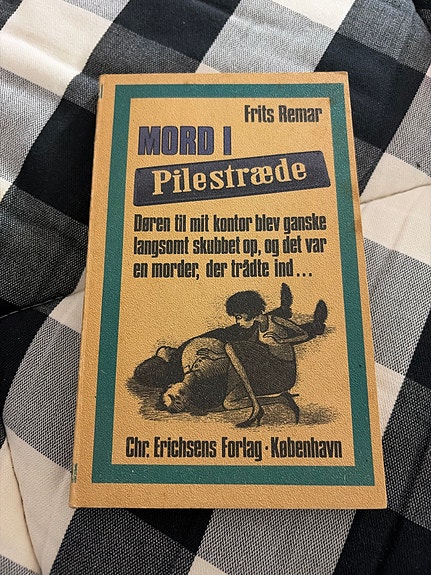 Frits Remar
MORD I
Pilestræde
Døren til mit kontor blev ganske
langsomt skubbet op, og det var
en morder, der trådte ind...
Chr. Erichsens Forlag · København